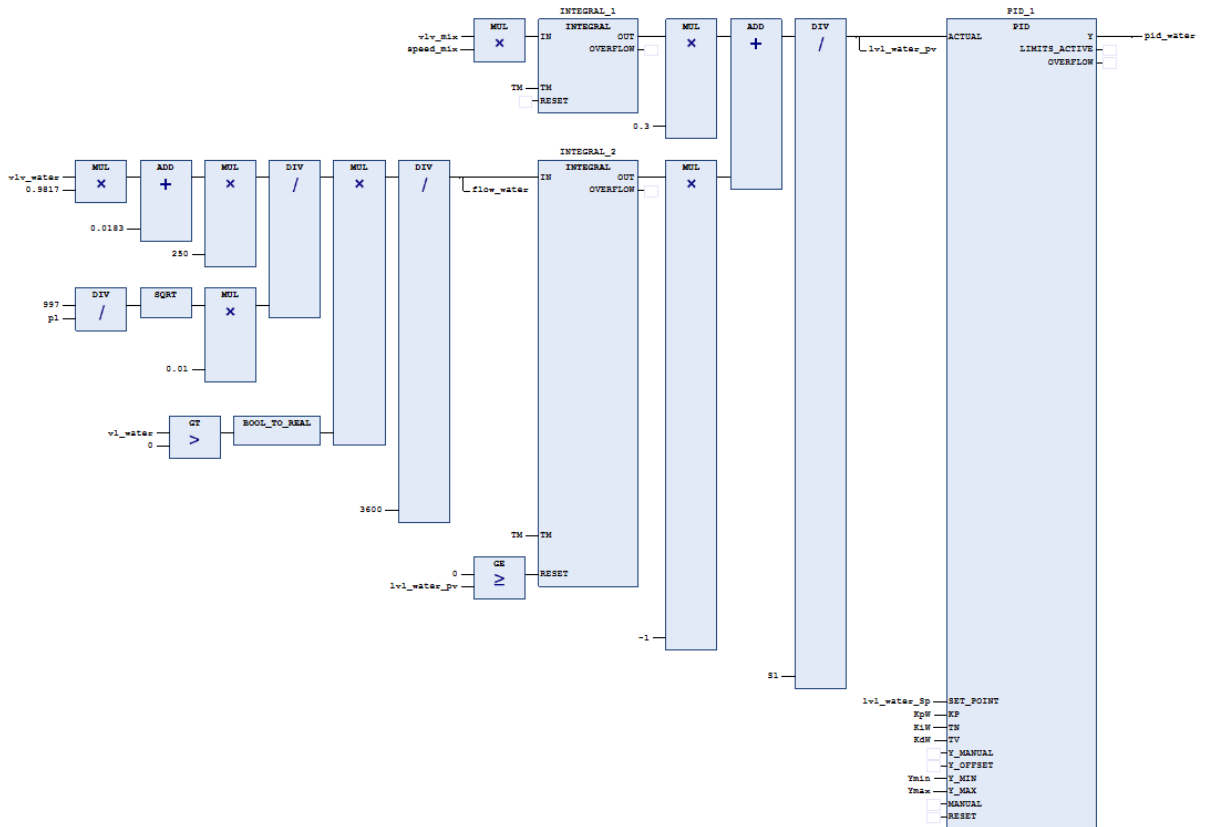 INTEGRAL_1
PID_1
MUL
×
vlv_mix
speed_mix
INTEGRAL
IN
OUT
OVERFLOW
TM
TM
RESET
MUL
×
0.3
ADD
+
DIV
/
lvl_water_pv
PID
ACTUAL
Y
LIMITS_ACTIVE
OVERFLOW
pid_water
INTEGRAL_2
MUL
×
vlv_water
0.9817
ADD
+
0.0183
MUL
×
250
DIV
/
MUL
×
DIV
/
flow_water
INTEGRAL
IN
OUT
OVERFLOW
MUL
×
997
p1
DIV
/
SQRT
MUL
×
0.01
vl_water
0
GT
>
BOOL_TO_REAL
3600
TM
TM
GE
≥
0
lvl_water_pv
RESET
-1
S1
lvl_water_Sp
SET_POINT
KpW
KP
KiW
TN
KdW
TV
Y_MANUAL
Y_OFFSET
Ymin
Y_MIN
Ymax
Y_MAX
MANUAL
RESET